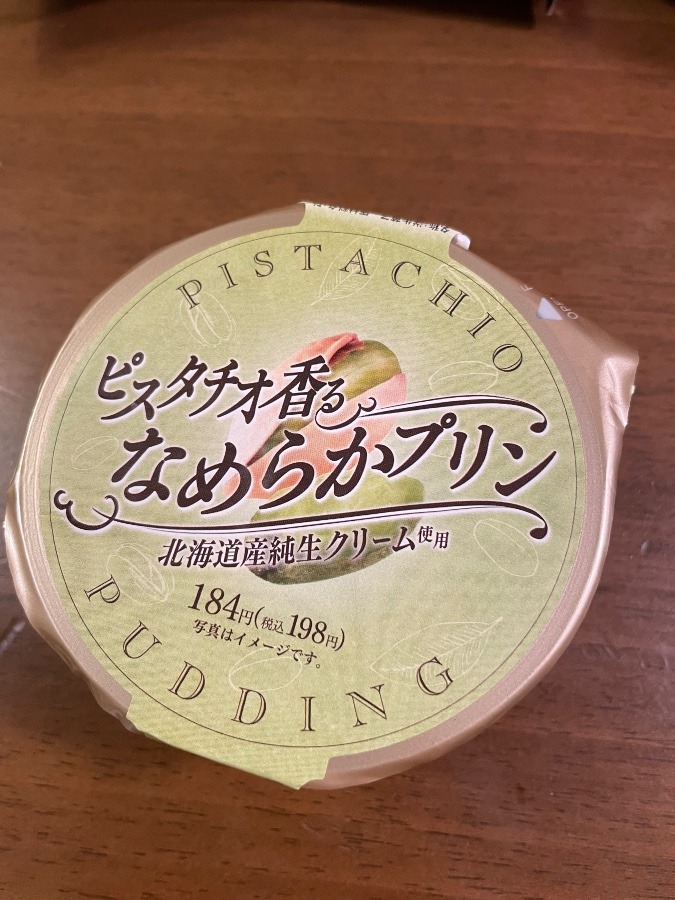 PISTACHIO
ピスタチオ香る
なめらかプリン
北海道産純生クリーム使用
184円(税込198円)
写真はイメージです。
PUDDING